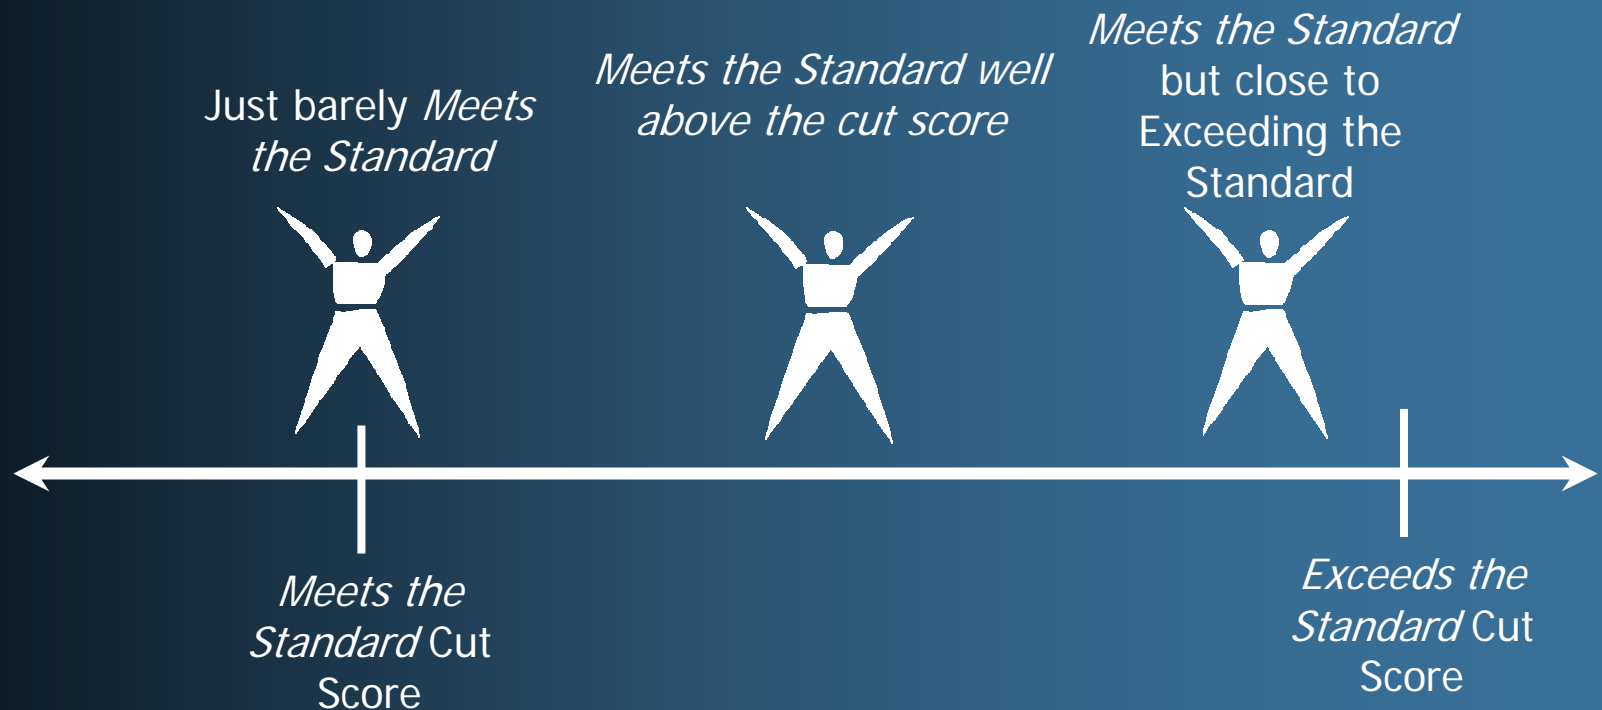 Just barely Meets
the Standard
Meets the Standard well
above the cut score
Meets the Standard
but close to
Exceeding the
Standard
Meets the
Standard Cut
Score
Exceeds the
Standard Cut
Score